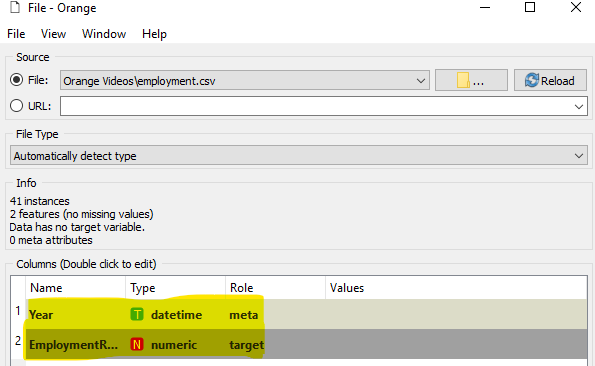 File - Orange
File View Window Help
Source
File: Orange Videos\employment.csv ... Reload
URL:
File Type
Automatically detect type
Info
41 instances
2 features (no missing values)
Data has no target variable.
0 meta attributes
Columns (Double click to edit)
Name Type Role Values
1 Year T datetime meta
2 EmploymentR... N numeric target